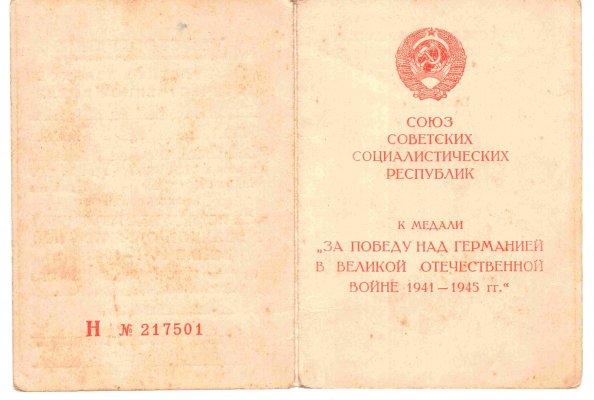 Н № 217501
СОЮЗ
СОВЕТСКИХ
СОЦИАЛИСТИЧЕСКИХ
РЕСПУБЛИК
К МЕДАЛИ
„ЗА ПОБЕДУ НАД ГЕРМАНИЕЙ
В ВЕЛИКОЙ ОТЕЧЕСТВЕННОЙ
ВОЙНЕ 1941—1945 гг.“